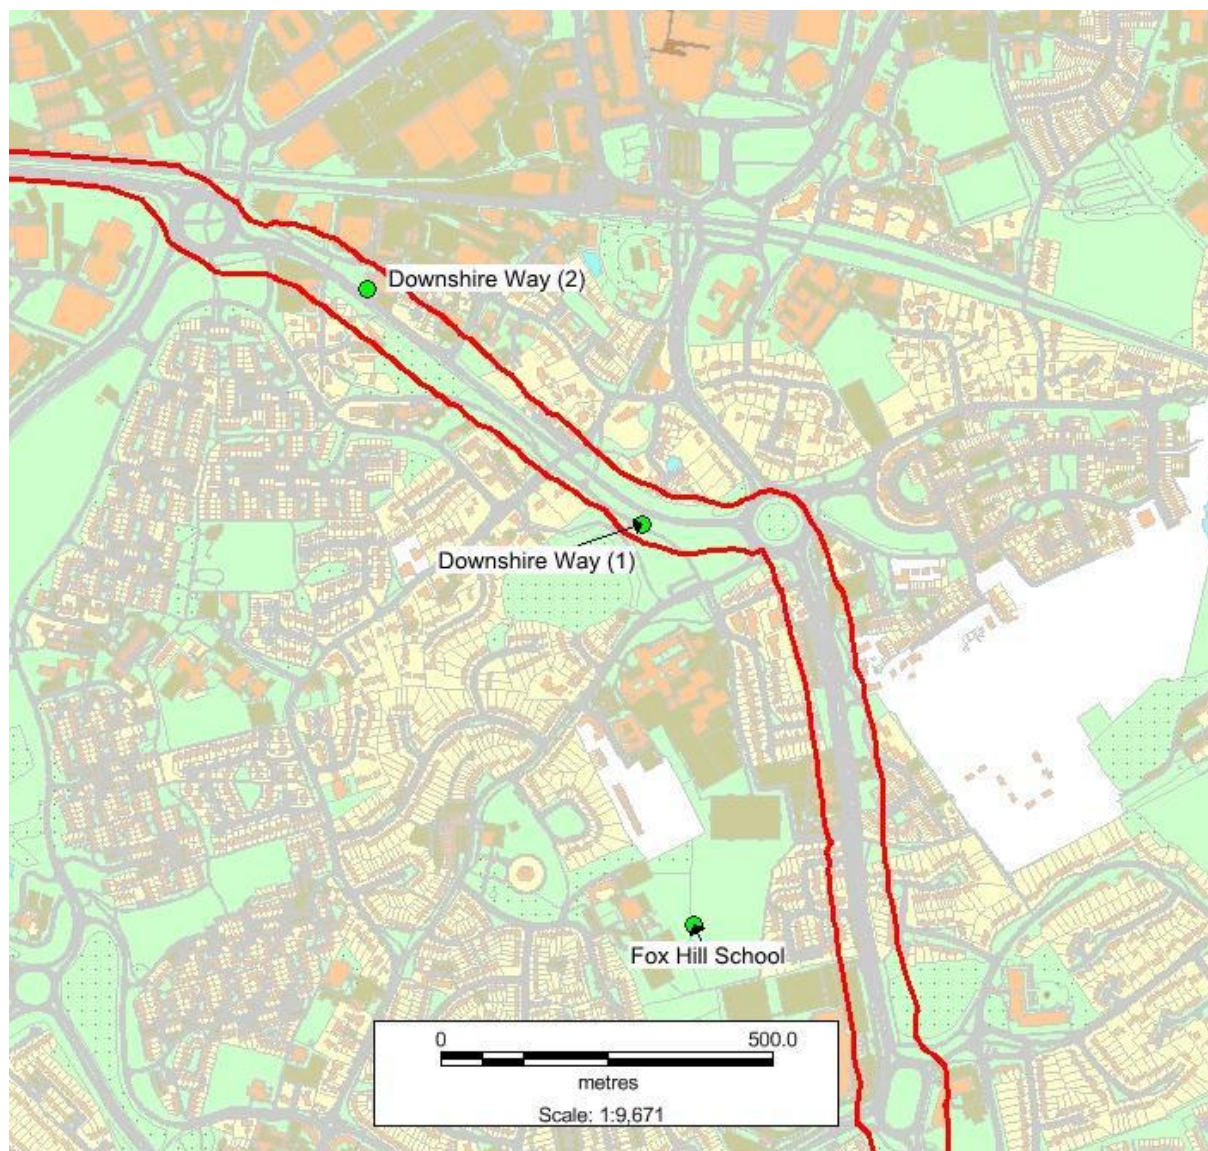 Downshire Way (2)
Downshire Way (1)
Fox Hill School
0 500.0
metres
Scale: 1:9,671